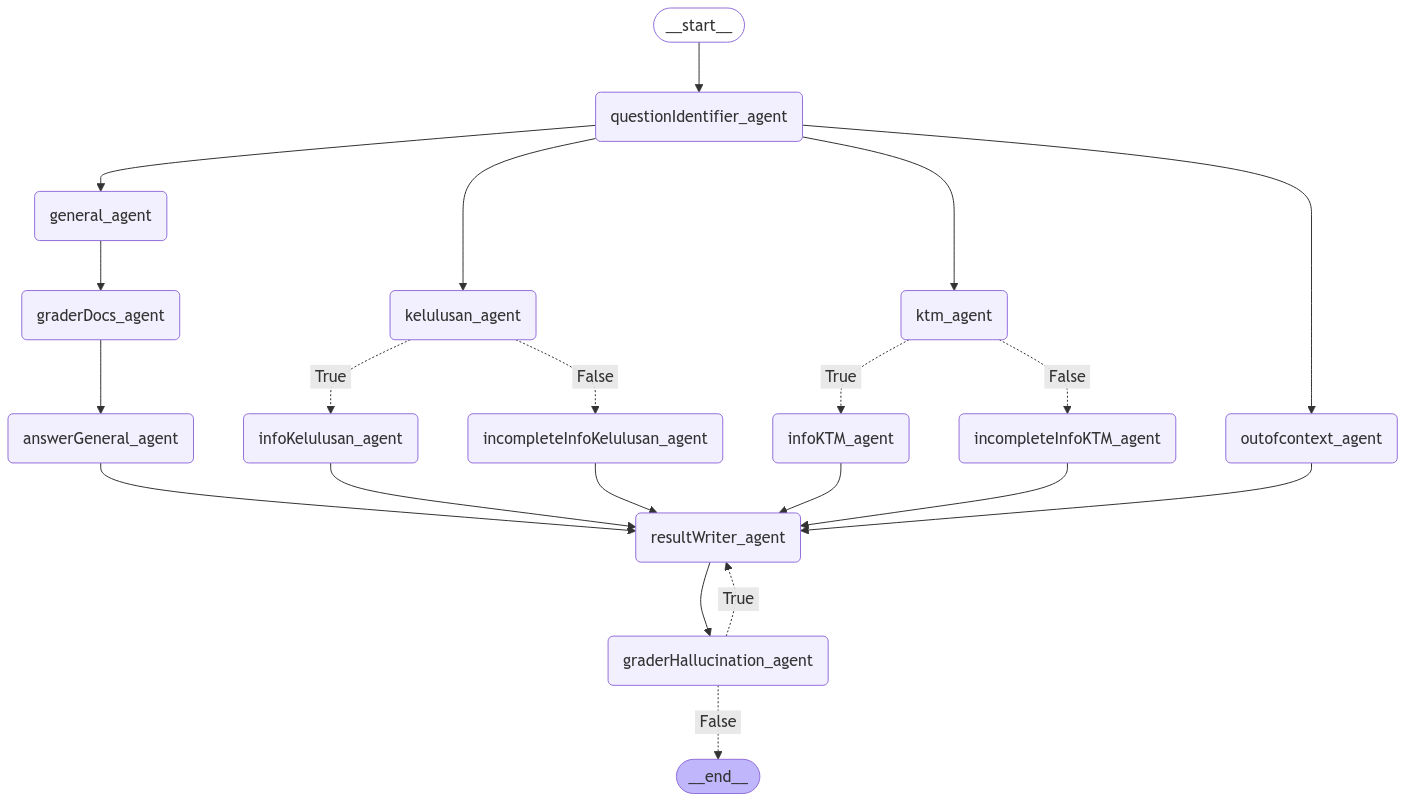 __start__
questionIdentifier_agent
general_agent
graderDocs_agent
kelulusan_agent
ktm_agent
True
False
True
False
answerGeneral_agent
infoKelulusan_agent
incompleteInfoKelulusan_agent
infoKTM_agent
incompleteInfoKTM_agent
outofcontext_agent
resultWriter_agent
True
graderHallucination_agent
False
__end__